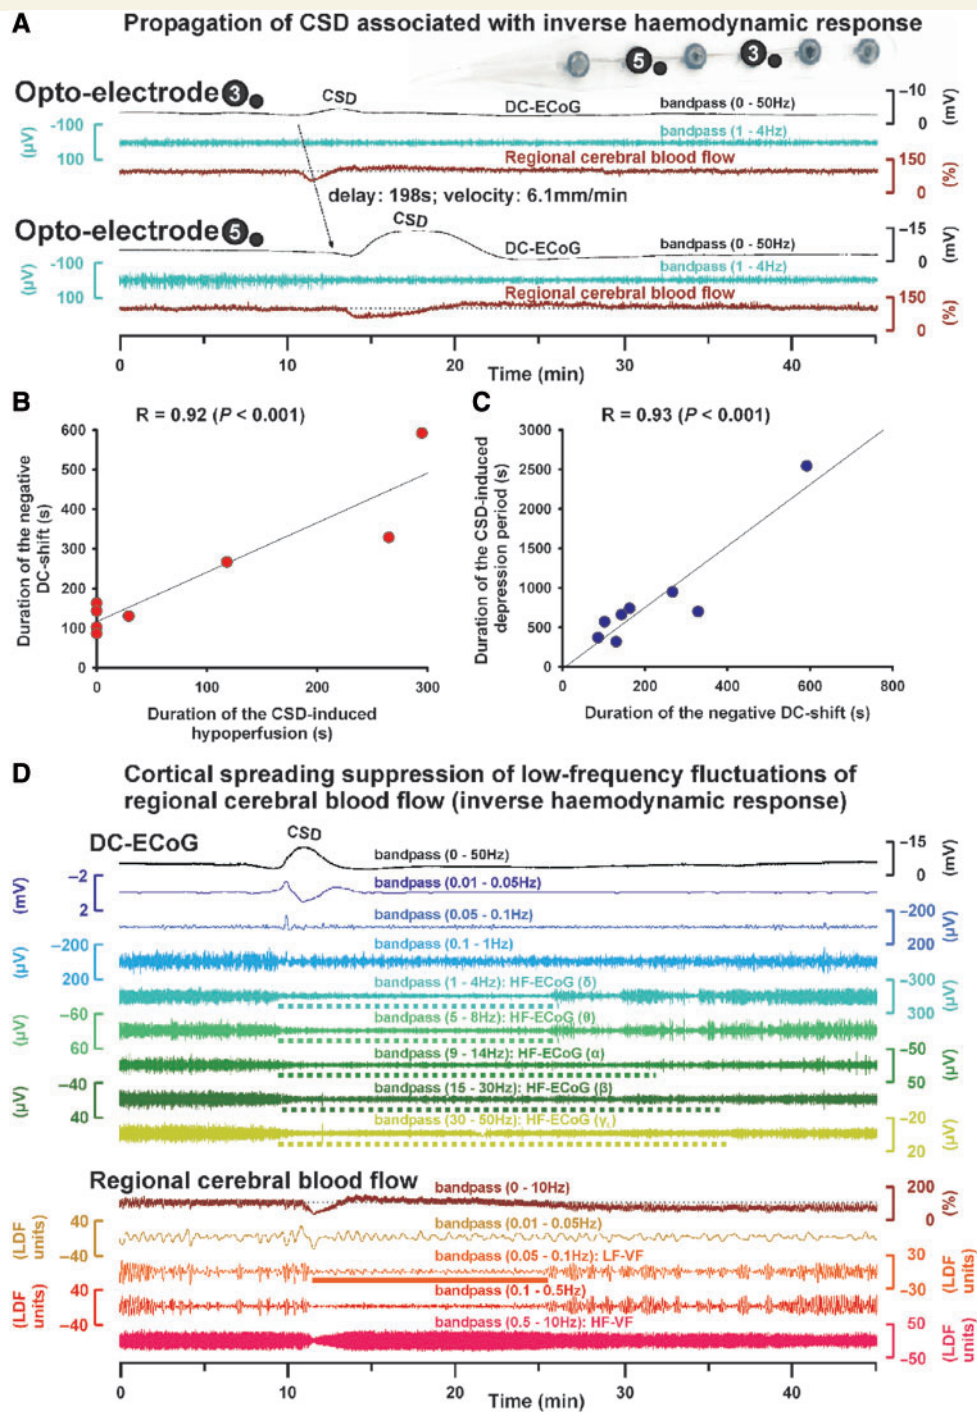 A Propagation of CSD associated with inverse haemodynamic response
5 3
Opto-electrode 3
CSD
DC-ECoG
bandpass (0 - 50Hz)
-10
0
(mV)
(µV)
-100
100
bandpass (1 - 4Hz)
Regional cerebral blood flow
150
0
(%)
delay: 198s; velocity: 6.1mm/min
Opto-electrode 5
CSD
DC-ECoG
bandpass (0 - 50Hz)
-15
0
(mV)
(µV)
-100
100
bandpass (1 - 4Hz)
Regional cerebral blood flow
150
0
(%)
0 10 20 30 40
Time (min)
B
R = 0.92 (P < 0.001)
Duration of the negative
DC-shift (s)
600
500
400
300
200
100
0
0 100 200 300
Duration of the CSD-induced
hypoperfusion (s)
C
R = 0.93 (P < 0.001)
Duration of the CSD-induced
depression period (s)
3000
2500
2000
1500
1000
500
0
0 200 400 600 800
Duration of the negative DC-shift (s)
D Cortical spreading suppression of low-frequency fluctuations of
regional cerebral blood flow (inverse haemodynamic response)
DC-ECoG
CSD
bandpass (0 - 50Hz)
-15
0
(mV)
(mV)
-2
2
bandpass (0.01 - 0.05Hz)
bandpass (0.05 - 0.1Hz)
-200
200
(µV)
(µV)
-200
200
bandpass (0.1 - 1Hz)
bandpass (1 - 4Hz): HF-ECoG (δ)
-300
300
(µV)
(µV)
-60
60
bandpass (5 - 8Hz): HF-ECoG (θ)
bandpass (9 - 14Hz): HF-ECoG (α)
-50
50
(µV)
(µV)
-40
40
bandpass (15 - 30Hz): HF-ECoG (β)
bandpass (30 - 50Hz): HF-ECoG (γL)
-20
20
(µV)
Regional cerebral blood flow
bandpass (0 - 10Hz)
200
0
(%)
(LDF
units)
40
-40
bandpass (0.01 - 0.05Hz)
bandpass (0.05 - 0.1Hz): LF-VF
30
-30
(LDF
units)
(LDF
units)
40
-40
bandpass (0.1 - 0.5Hz)
bandpass (0.5 - 10Hz): HF-VF
50
-50
(LDF
units)
0 10 20 30 40
Time (min)